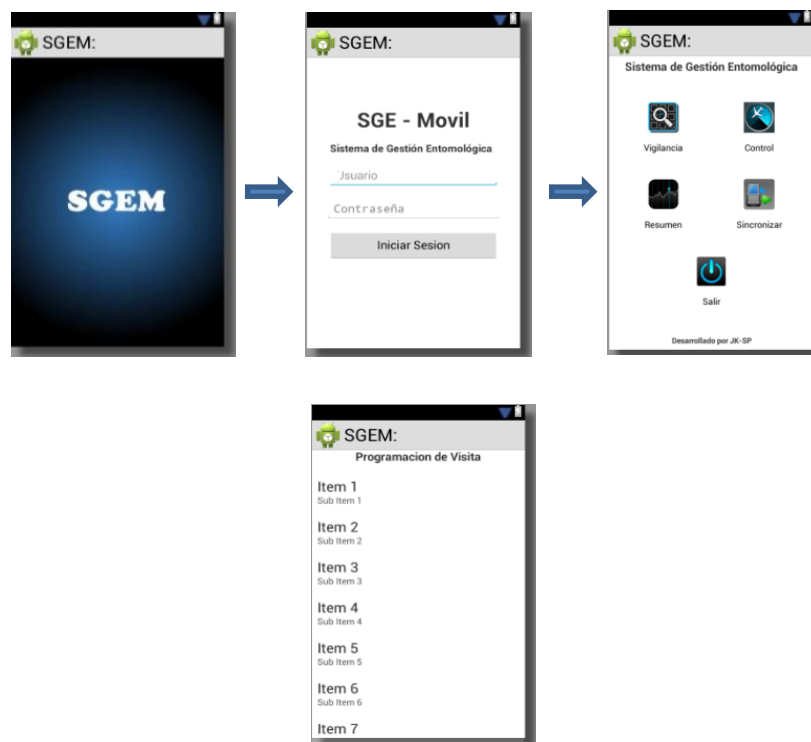 SGEM:
SGEM
SGEM:
SGE - Movil
Sistema de Gestión Entomológica
Usuario
Contraseña
Iniciar Sesion
SGEM:
Sistema de Gestión Entomológica
Vigilancia
Control
Resumen
Sincronizar
Salir
Desarrollado por JK-SP
SGEM:
Programacion de Visita
Item 1
Sub Item 1
Item 2
Sub Item 2
Item 3
Sub Item 3
Item 4
Sub Item 4
Item 5
Sub Item 5
Item 6
Sub Item 6
Item 7